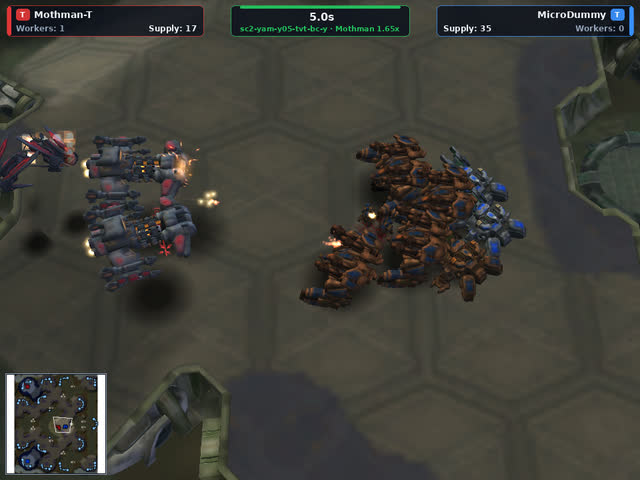 T Mothman-T
Workers: 1 Supply: 17
5.0s
sc2-yam-y05-tvt-bc-y · Mothman 1.65x
MicroDummy T
Supply: 35 Workers: 0